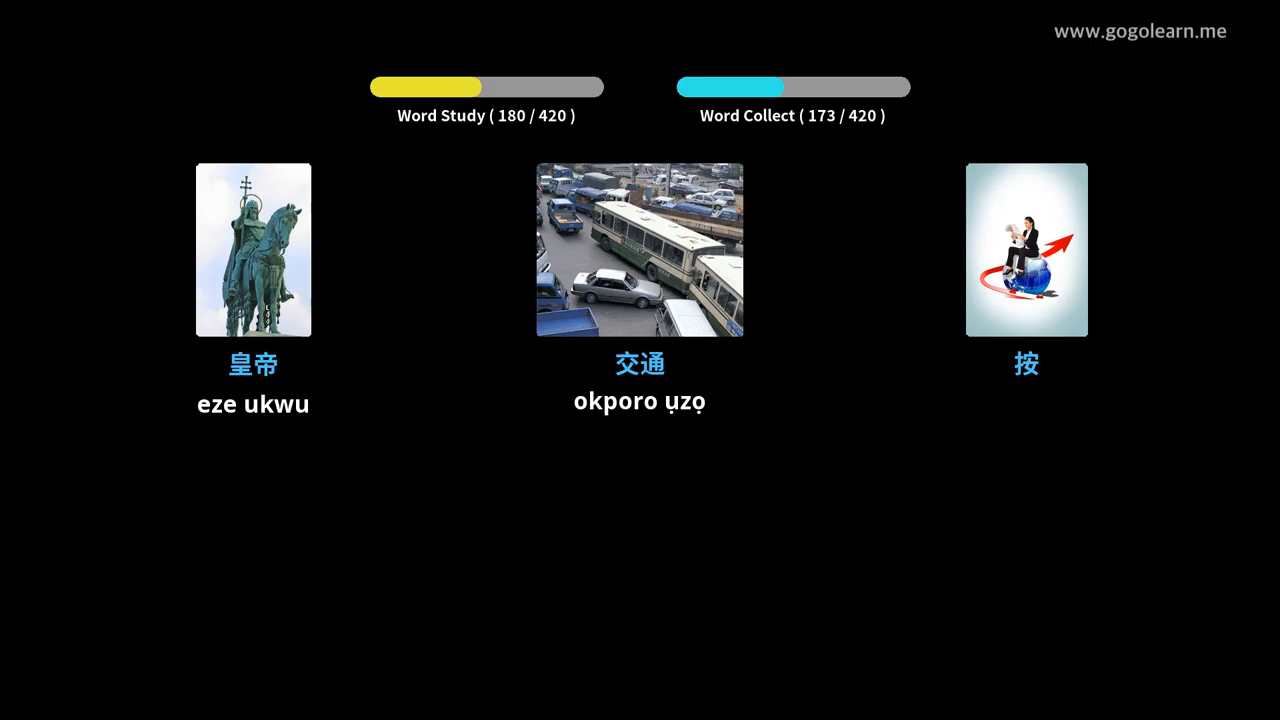 www.gogolearn.me
Word Study ( 180 / 420 )
Word Collect ( 173 / 420 )
皇帝
交通
按
eze ukwu
okporo ụzọ